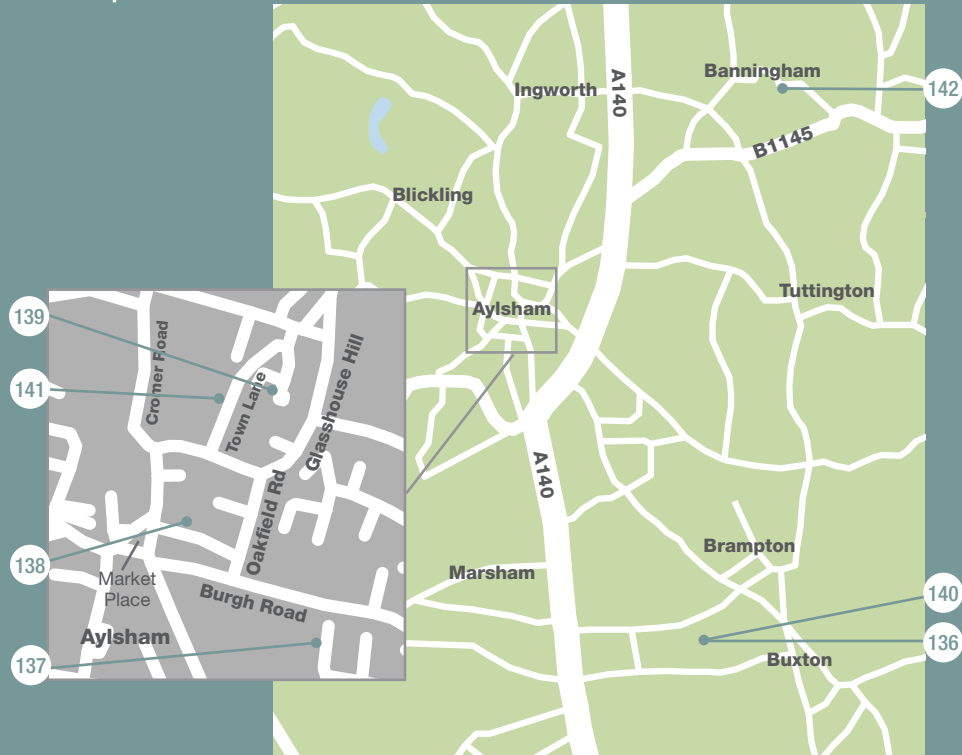 A140
Banningham
142
Ingworth
B1145
Blickling
Tuttington
Aylsham
139
141
Cromer Road
Town Lane
Glasshouse Hill
A140
Oakfield Rd
138
Market
Place
Burgh Road
Aylsham
137
Brampton
Marsham
140
136
Buxton